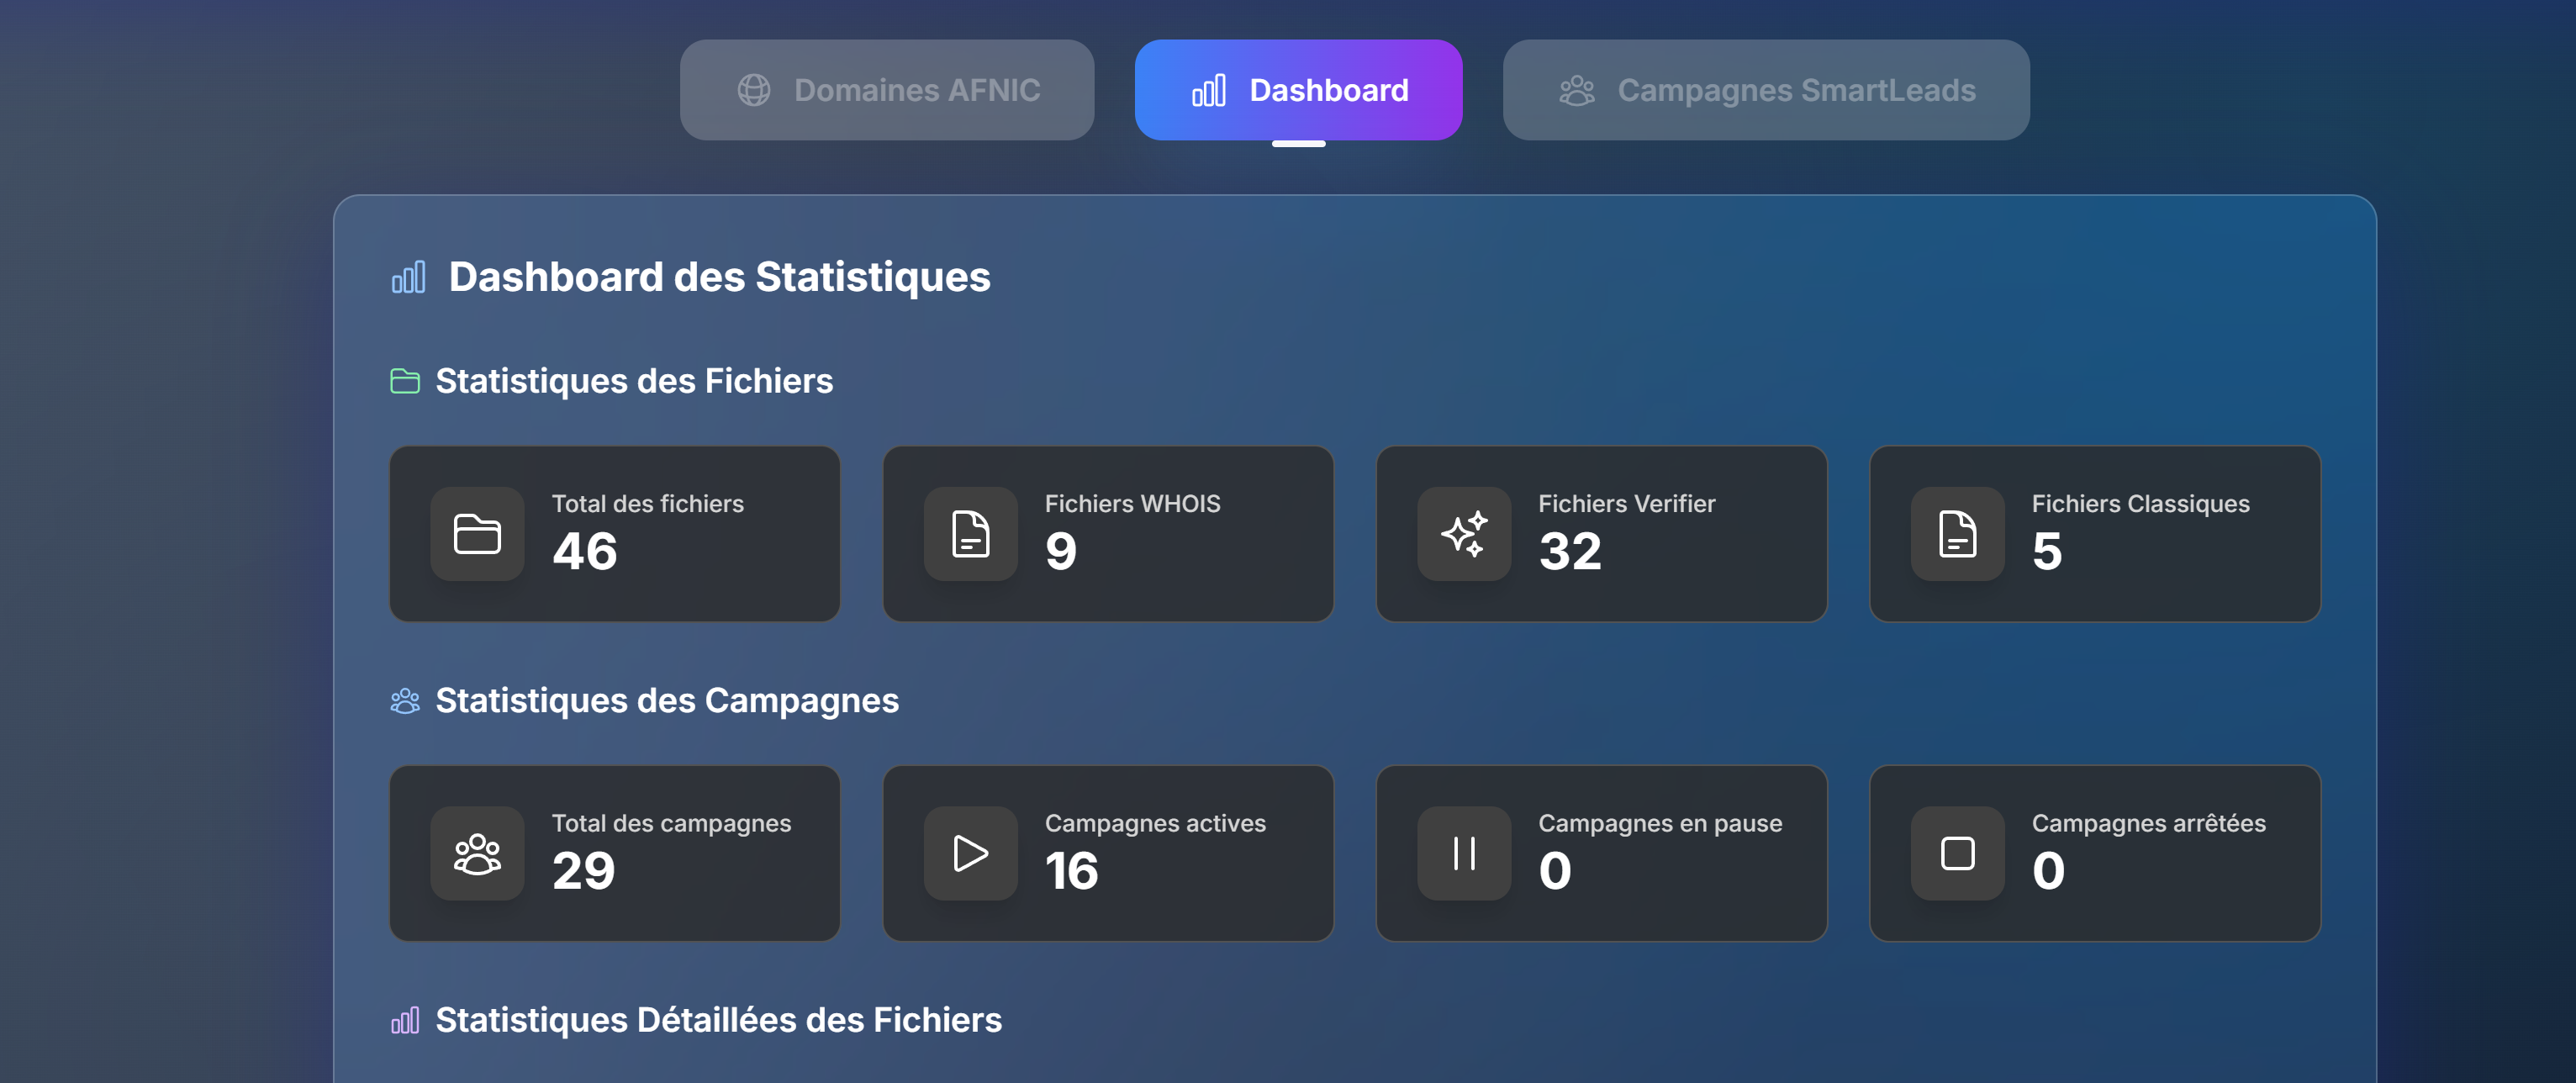 Domaines AFNIC
Dashboard
Campagnes SmartLeads
Dashboard des Statistiques
Statistiques des Fichiers
Total des fichiers
46
Fichiers WHOIS
9
Fichiers Verifier
32
Fichiers Classiques
5
Statistiques des Campagnes
Total des campagnes
29
Campagnes actives
16
Campagnes en pause
0
Campagnes arrêtées
0
Statistiques Détaillées des Fichiers